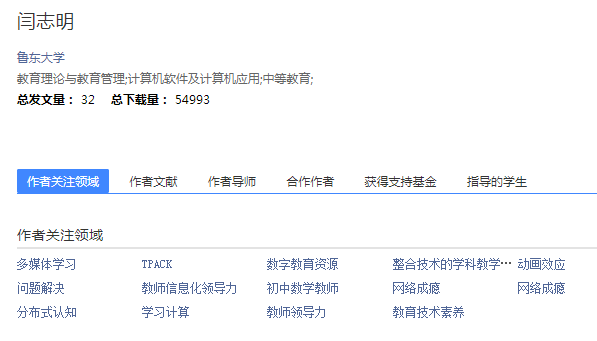 闫志明
鲁东大学
教育理论与教育管理;计算机软件及计算机应用;中等教育;
总发文量： 32 总下载量： 54993
作者关注领域 作者文献 作者导师 合作作者 获得支持基金 指导的学生
作者关注领域
多媒体学习 TPACK 数字教育资源 整合技术的学科教学… 动画效应
问题解决 教师信息化领导力 初中数学教师 网络成瘾 网络成瘾
分布式认知 学习计算 教师领导力 教育技术素养